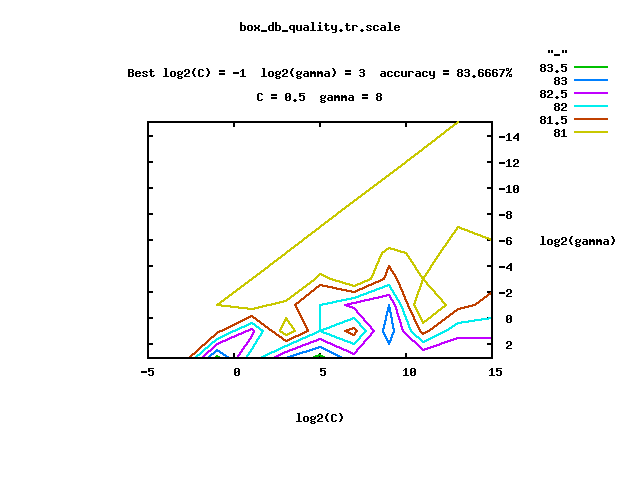 box_db_quality.tr.scale
"-"
Best log2(C) = -1 log2(gamma) = 3 accuracy = 83.6667%
C = 0.5 gamma = 8
83.5
83
82.5
82
81.5
81
-14
-12
-10
-8
-6
-4
-2
0
2
log2(gamma)
-5 0 5 10 15
log2(C)